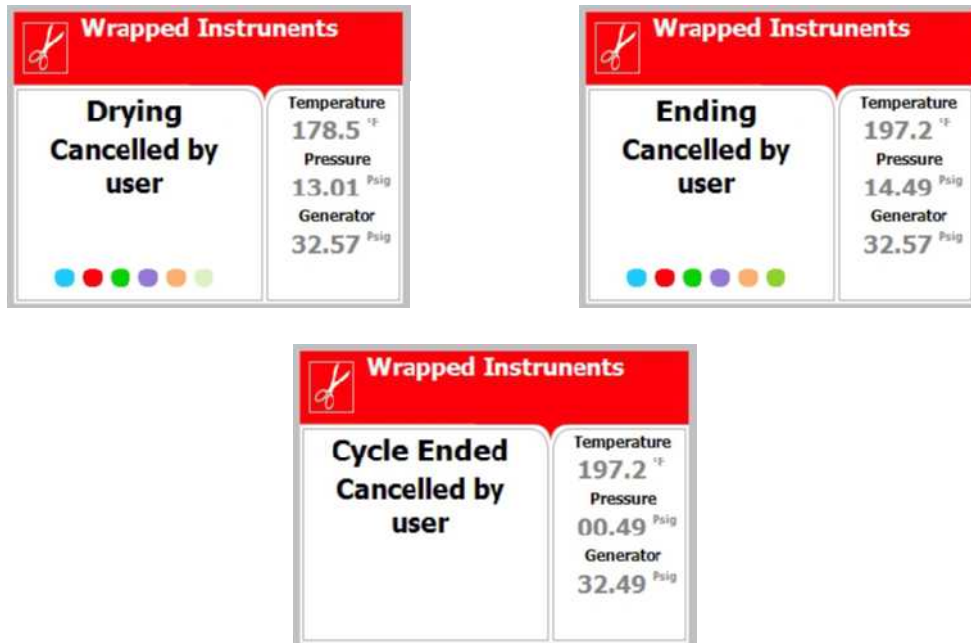 Wrapped Instrunents
Drying
Cancelled by
user
Temperature
178.5 °F
Pressure
13.01 Psig
Generator
32.57 Psig
Wrapped Instrunents
Ending
Cancelled by
user
Temperature
197.2 °F
Pressure
14.49 Psig
Generator
32.57 Psig
Wrapped Instrunents
Cycle Ended
Cancelled by
user
Temperature
197.2 °F
Pressure
00.49 Psig
Generator
32.49 Psig